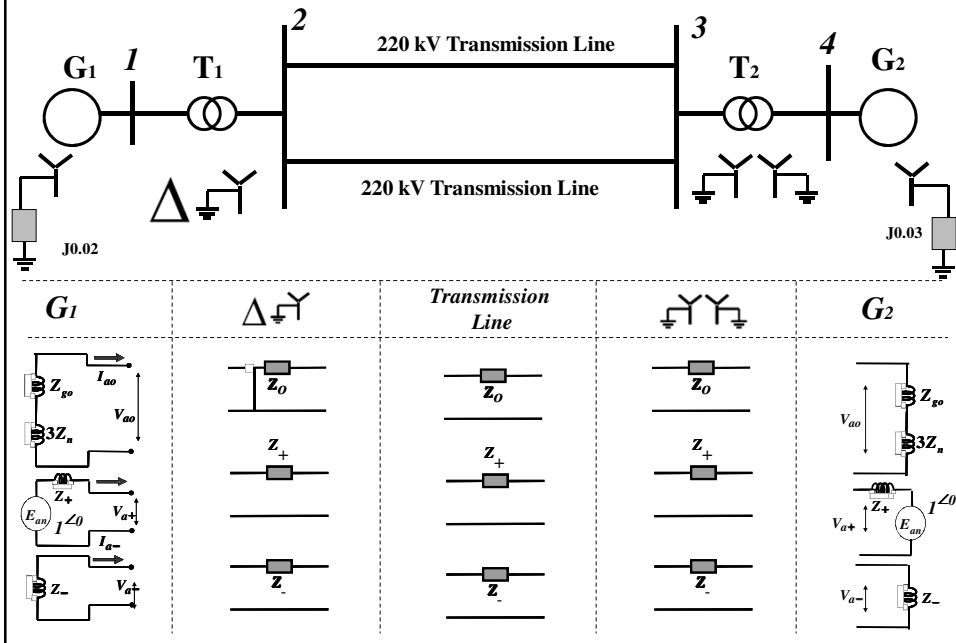 2
3
220 kV Transmission Line
G1
1
T1
T2
4
G2
220 kV Transmission Line
Δ
J0.02
J0.03
G1
Δ
Transmission
Line
G2
Iao
Zgo
Vao
3Zn
Zo
Zo
Zo
Vao
Zgo
3Zn
Z+
Ean
1∠0
Va+
Ia-
Z+
Z+
Z+
Z+
Va+
Ean
1∠0
Z-
Va-
Z-
Z-
Z-
Va-
Z-